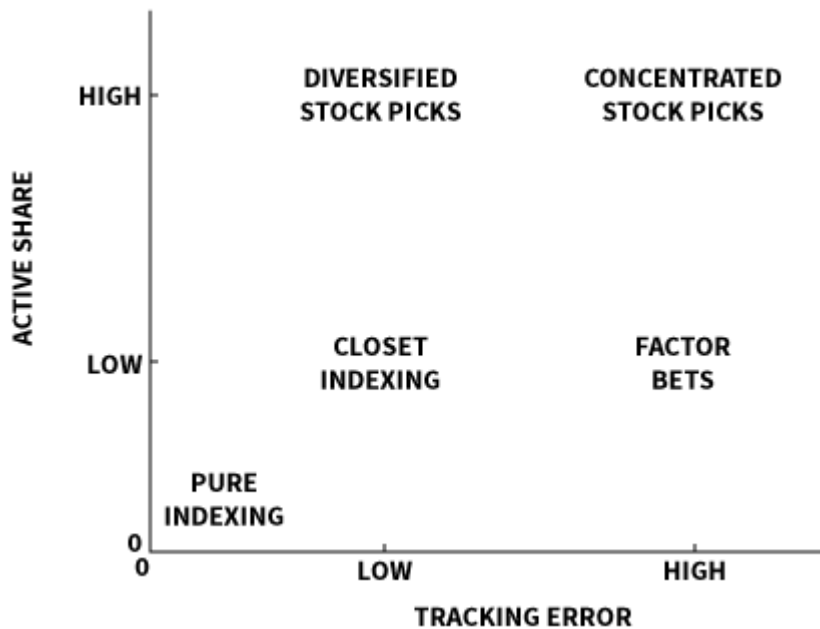 DIVERSIFIED
STOCK PICKS
CONCENTRATED
STOCK PICKS
HIGH
ACTIVE SHARE
CLOSET
INDEXING
FACTOR
BETS
LOW
PURE
INDEXING
0
0
LOW
HIGH
TRACKING ERROR